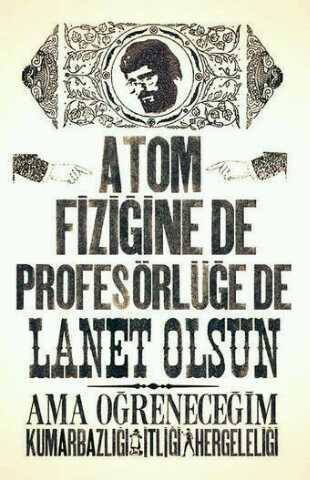 ATOM
FİZİĞİNE DE
PROFESÖRLÜĞE DE
LANET OLSUN
AMA OĞRENECEĞİM
KUMARBAZLIĞI İTLİĞİ HERGELELİĞİ